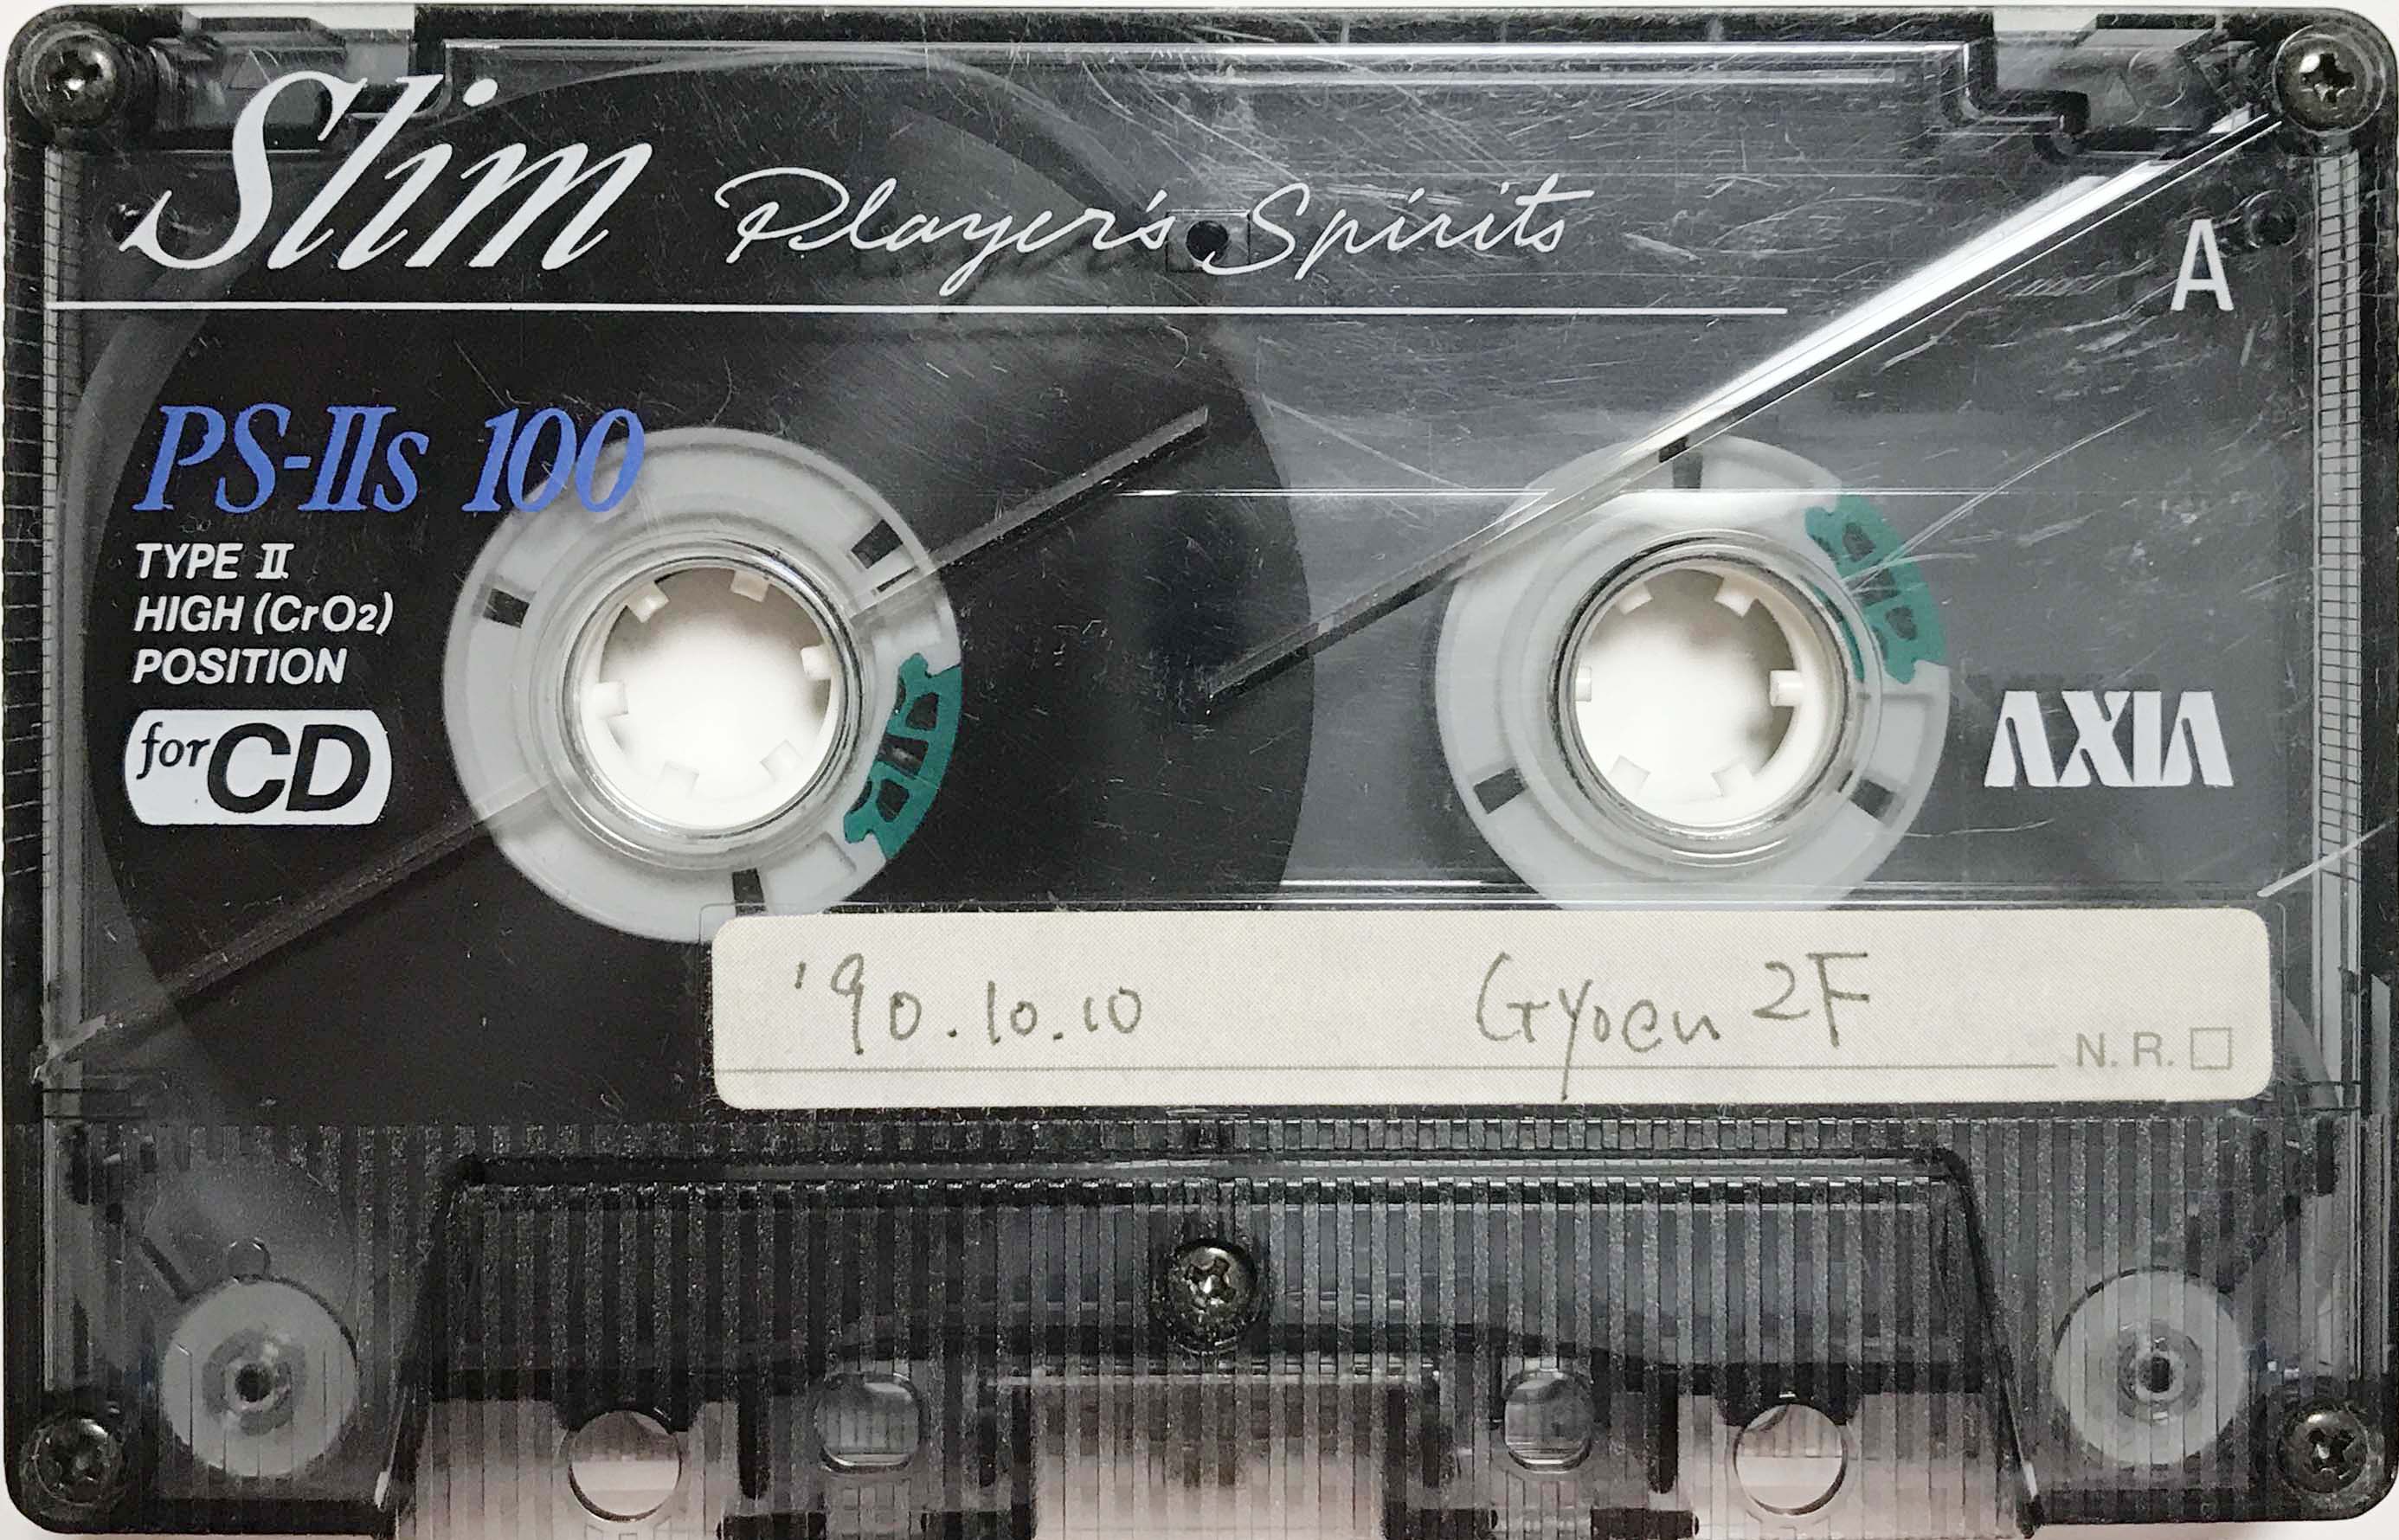 Slim Player's Spirits
A
PS-IIs 100
TYPE II
HIGH (CrO2)
POSITION
for CD
AXIA
'90.10.10 Gyoen 2F
N.R.